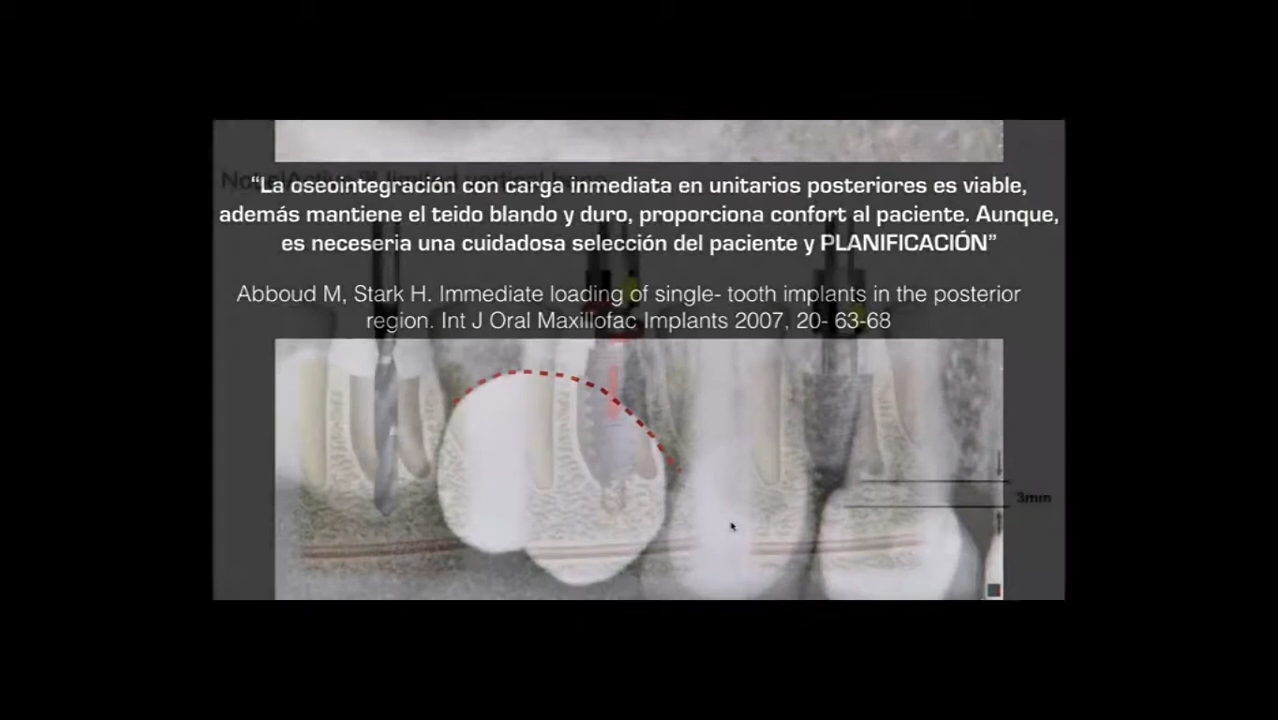 “La oseointegración con carga inmediata en unitarios posteriores es viable,
además mantiene el teido blando y duro, proporciona confort al paciente. Aunque,
es neceseria una cuidadosa selección del paciente y PLANIFICACIÓN”
Abboud M, Stark H. Immediate loading of single- tooth implants in the posterior
region. Int J Oral Maxillofac Implants 2007, 20- 63-68
3mm